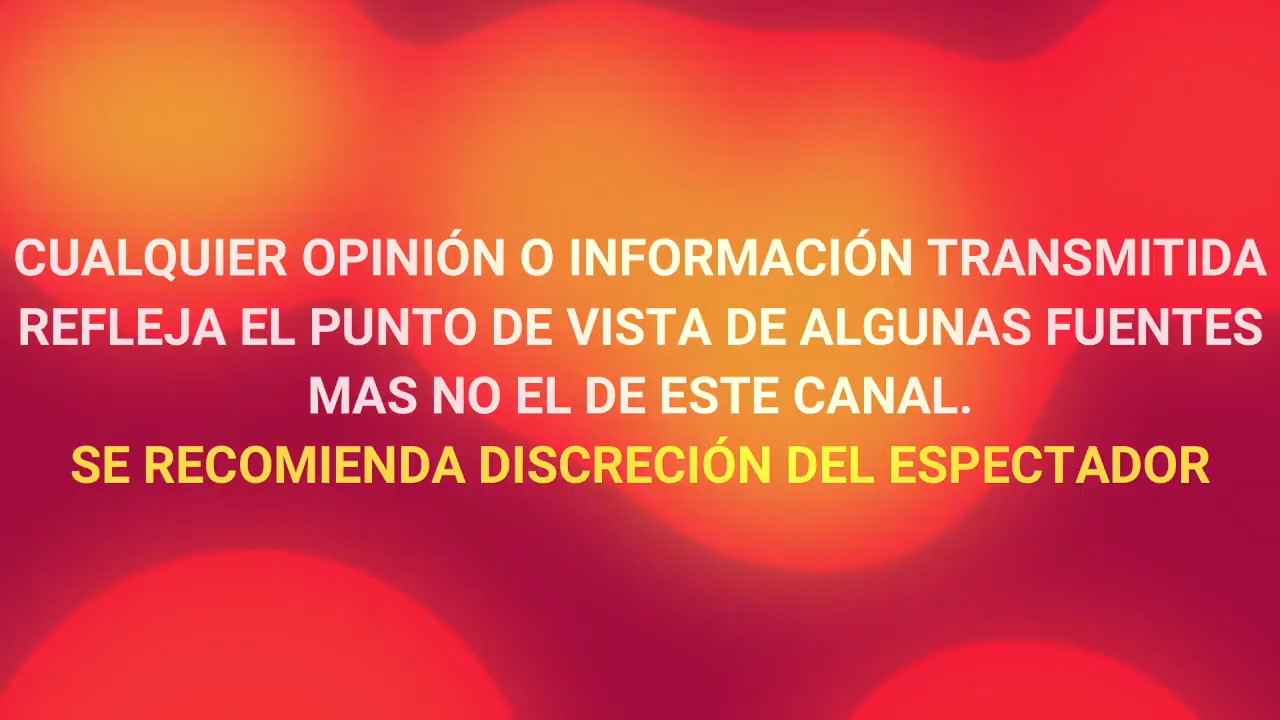 CUALQUIER OPINIÓN O INFORMACIÓN TRANSMITIDA
REFLEJA EL PUNTO DE VISTA DE ALGUNAS FUENTES
MAS NO EL DE ESTE CANAL.
SE RECOMIENDA DISCRECIÓN DEL ESPECTADOR